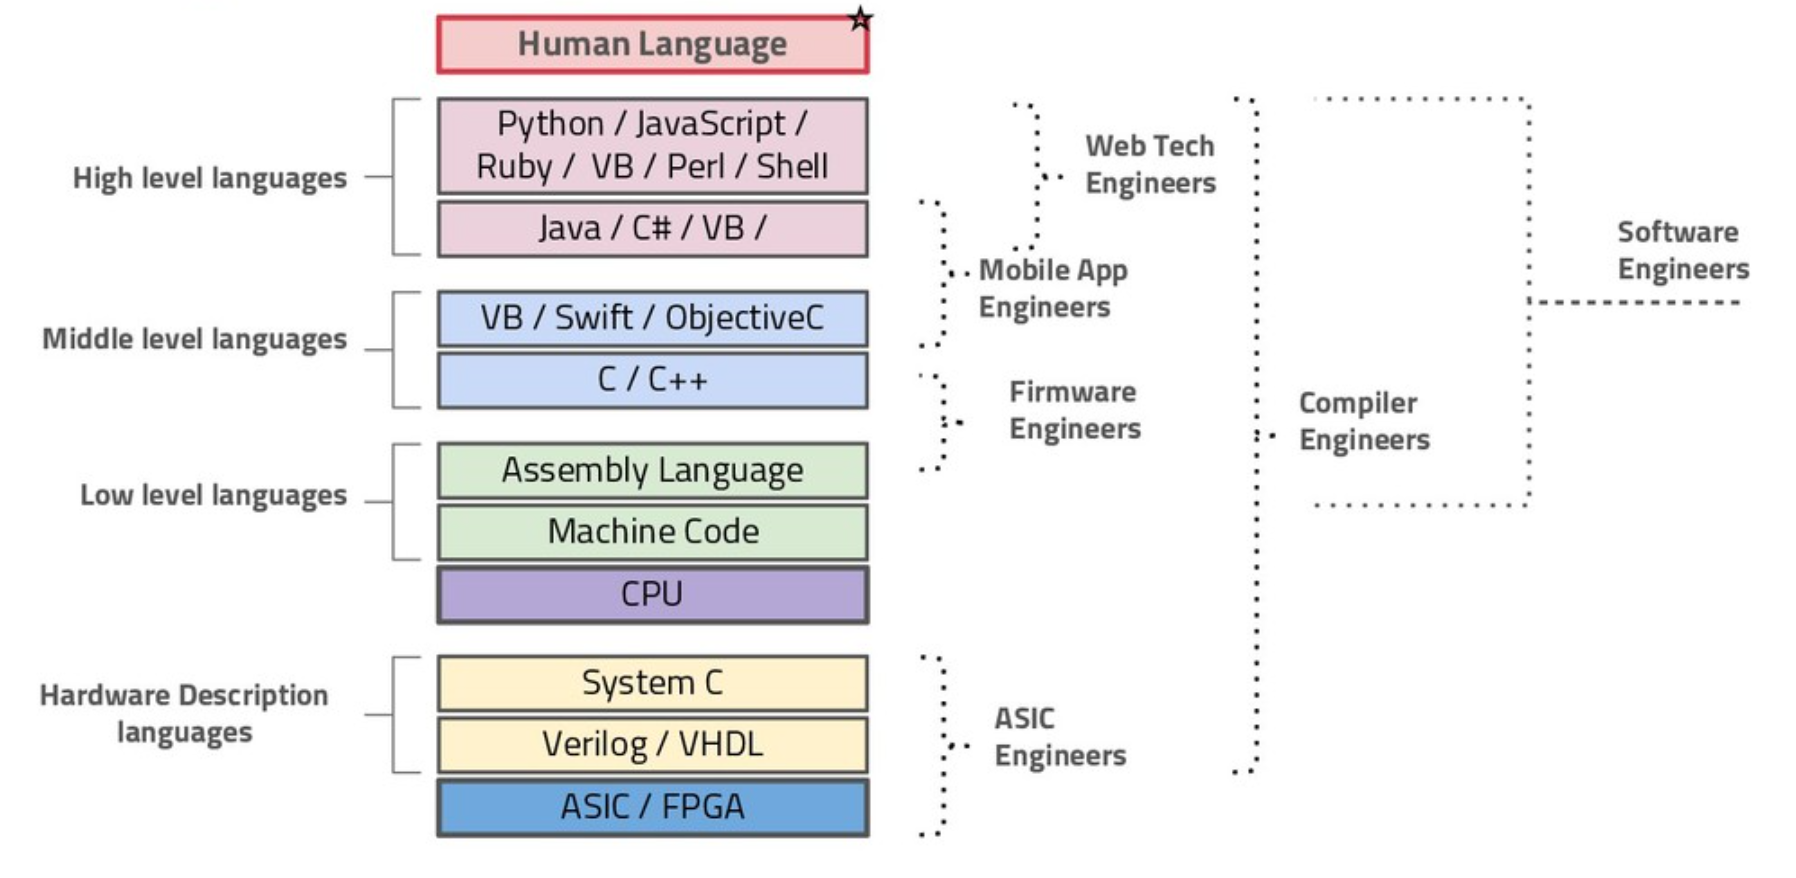 Human Language
Python / JavaScript /
Ruby / VB / Perl / Shell
High level languages
Java / C# / VB /
Web Tech
Engineers
Mobile App
Engineers
Software
Engineers
VB / Swift / ObjectiveC
Middle level languages
C / C++
Firmware
Engineers
Compiler
Engineers
Assembly Language
Low level languages
Machine Code
CPU
System C
Hardware Description
languages
Verilog / VHDL
ASIC
Engineers
ASIC / FPGA